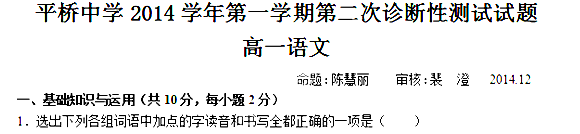 平桥中学 2014 学年第一学期第二次诊断性测试试题
高一语文
命题：陈慧丽 审核：裴 澄 2014.12
一、基础知识与运用（共 10 分，每小题 2 分）
1．选出下列各组词语中加点的字读音和书写全都正确的一项是（ ）